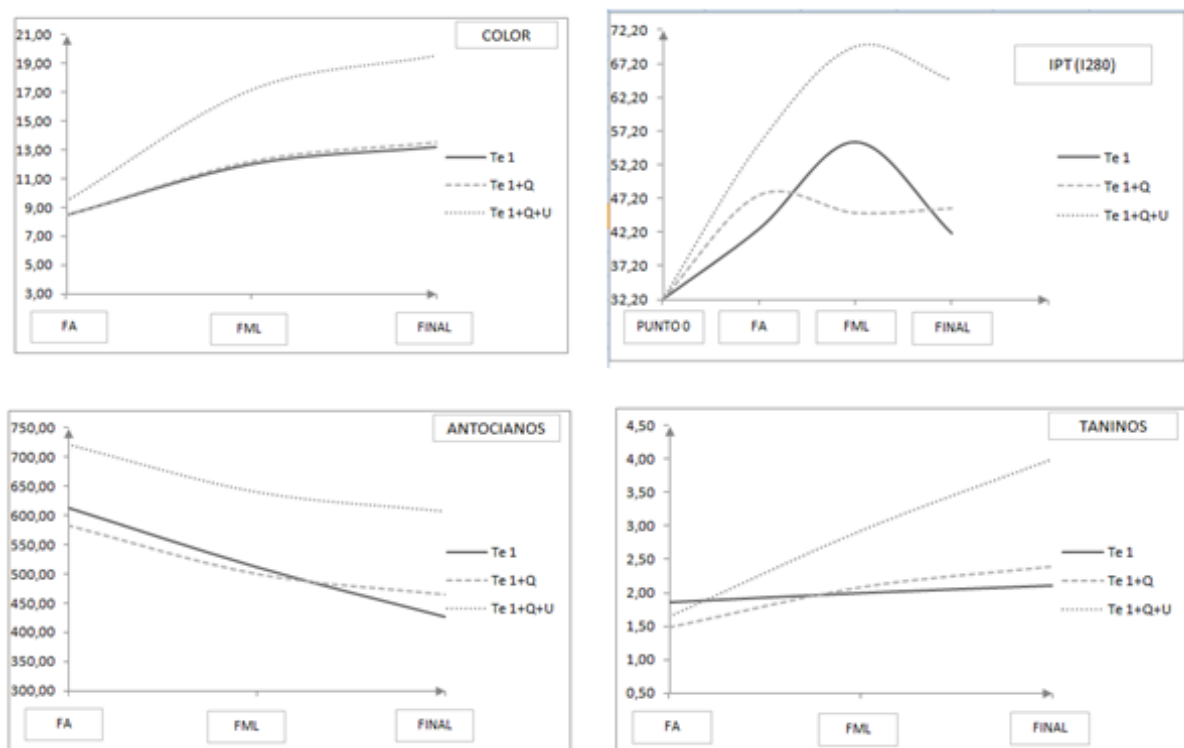 COLOR
21,00
19,00
17,00
15,00
13,00
11,00
9,00
7,00
5,00
3,00
Te 1
Te 1+Q
Te 1+Q+U
FA
FML
FINAL
IPT(I280)
72,20
67,20
62,20
57,20
52,20
47,20
42,20
37,20
32,20
Te 1
Te 1+Q
Te 1+Q+U
PUNTO 0
FA
FML
FINAL
ANTOCIANOS
750,00
700,00
650,00
600,00
550,00
500,00
450,00
400,00
350,00
300,00
Te 1
Te 1+Q
Te 1+Q+U
FA
FML
FINAL
TANINOS
4,50
4,00
3,50
3,00
2,50
2,00
1,50
1,00
0,50
Te 1
Te 1+Q
Te 1+Q+U
FA
FML
FINAL